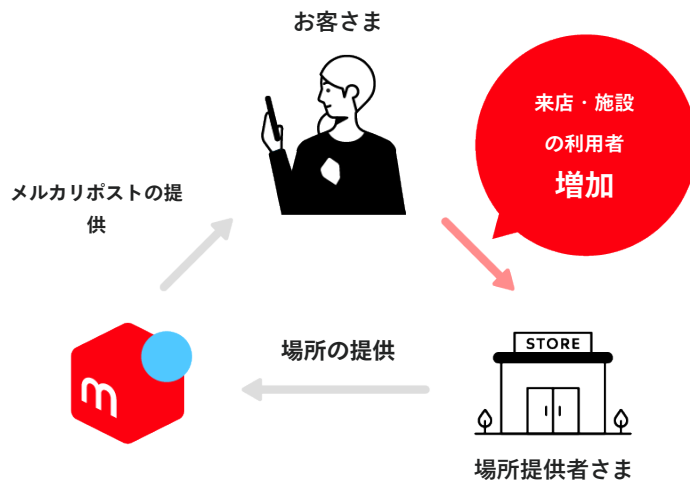 お客さま
来店・施設
の利用者
増加
メルカリポストの提
供
場所の提供
m
STORE
場所提供者さま